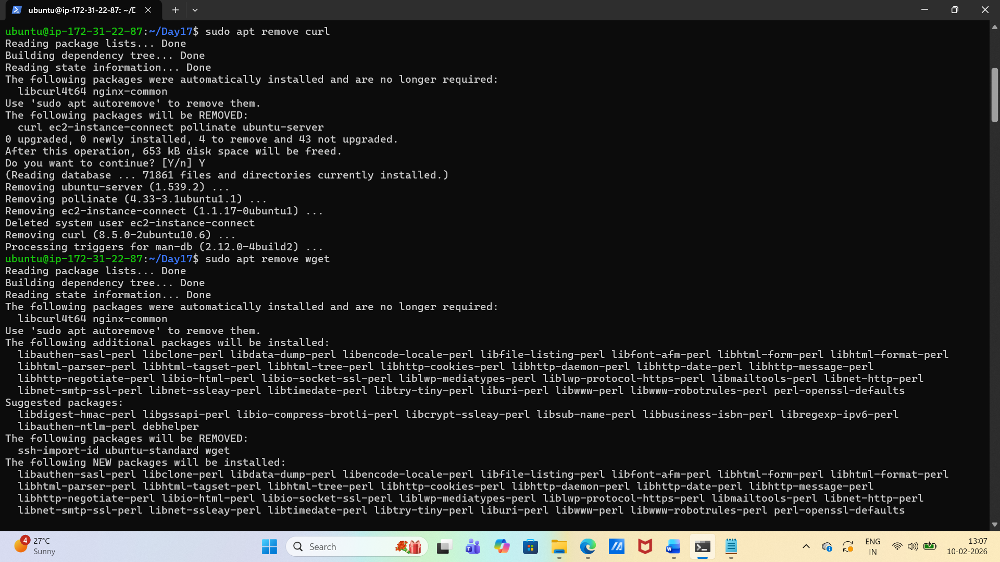 ubuntu@ip-172-31-22-87: ~/D
ubuntu@ip-172-31-22-87:~/Day17$ sudo apt remove curl
Reading package lists... Done
Building dependency tree... Done
Reading state information... Done
The following packages were automatically installed and are no longer required:
  libcurl4t64 nginx-common
Use 'sudo apt autoremove' to remove them.
The following packages will be REMOVED:
  curl ec2-instance-connect pollinate ubuntu-server
0 upgraded, 0 newly installed, 4 to remove and 43 not upgraded.
After this operation, 653 kB disk space will be freed.
Do you want to continue? [Y/n] Y
(Reading database ... 71861 files and directories currently installed.)
Removing ubuntu-server (1.539.2) ...
Removing pollinate (4.33-3.1ubuntu1.1) ...
Removing ec2-instance-connect (1.1.17-0ubuntu1) ...
Deleted system user ec2-instance-connect
Removing curl (8.5.0-2ubuntu10.6) ...
Processing triggers for man-db (2.12.0-4build2) ...
ubuntu@ip-172-31-22-87:~/Day17$ sudo apt remove wget
Reading package lists... Done
Building dependency tree... Done
Reading state information... Done
The following packages were automatically installed and are no longer required:
  libcurl4t64 nginx-common
Use 'sudo apt autoremove' to remove them.
The following additional packages will be installed:
  libauthen-sasl-perl libclone-perl libdata-dump-perl libencode-locale-perl libfile-listing-perl libfont-afm-perl libhtml-form-perl libhtml-format-perl
  libhtml-parser-perl libhtml-tagset-perl libhtml-tree-perl libhttp-cookies-perl libhttp-daemon-perl libhttp-date-perl libhttp-message-perl
  libhttp-negotiate-perl libio-html-perl libio-socket-ssl-perl liblwp-mediatypes-perl liblwp-protocol-https-perl libmailtools-perl libnet-http-perl
  libnet-smtp-ssl-perl libnet-ssleay-perl libtimedate-perl libtry-tiny-perl liburi-perl libwww-perl libwww-robotrules-perl perl-openssl-defaults
Suggested packages:
  libdigest-hmac-perl libgssapi-perl libio-compress-brotli-perl libcrypt-ssleay-perl libsub-name-perl libbusiness-isbn-perl libregexp-ipv6-perl
  libauthen-ntlm-perl debhelper
The following packages will be REMOVED:
  ssh-import-id ubuntu-standard wget
The following NEW packages will be installed:
  libauthen-sasl-perl libclone-perl libdata-dump-perl libencode-locale-perl libfile-listing-perl libfont-afm-perl libhtml-form-perl libhtml-format-perl
  libhtml-parser-perl libhtml-tagset-perl libhtml-tree-perl libhttp-cookies-perl libhttp-daemon-perl libhttp-date-perl libhttp-message-perl
  libhttp-negotiate-perl libio-html-perl libio-socket-ssl-perl liblwp-mediatypes-perl liblwp-protocol-https-perl libmailtools-perl libnet-http-perl
  libnet-smtp-ssl-perl libnet-ssleay-perl libtimedate-perl libtry-tiny-perl liburi-perl libwww-perl libwww-robotrules-perl perl-openssl-defaults
4
27°C
Sunny
Search
ENG
IN
13:07
10-02-2026